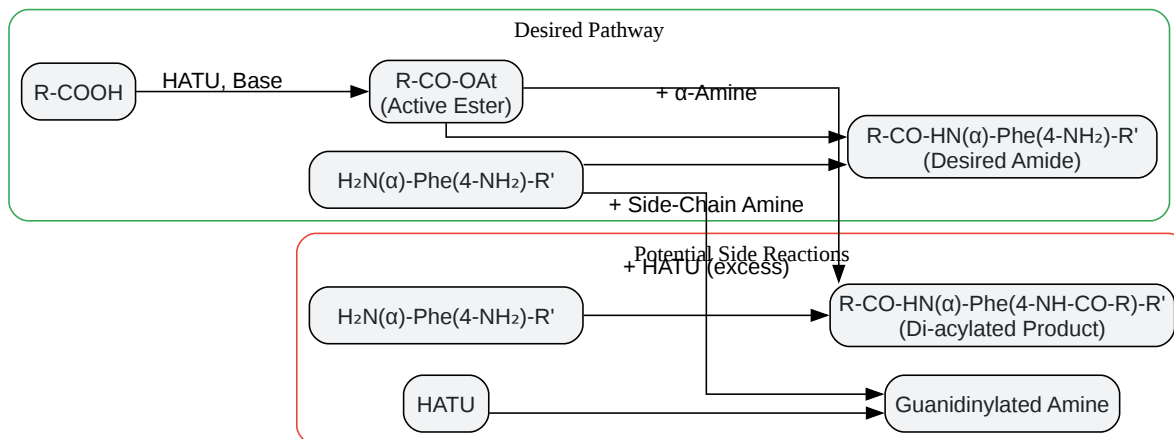 Desired Pathway
R-COOH
HATU, Base
R-CO-OAt
(Active Ester)
+ α-Amine
H₂N(α)-Phe(4-NH₂)-R'
R-CO-HN(α)-Phe(4-NH₂)-R'
(Desired Amide)
+ Side-Chain Amine
Potential Side Reactions
+ HATU (excess)
H₂N(α)-Phe(4-NH₂)-R'
R-CO-HN(α)-Phe(4-NH-CO-R)-R'
(Di-acylated Product)
HATU
Guanidinylated Amine